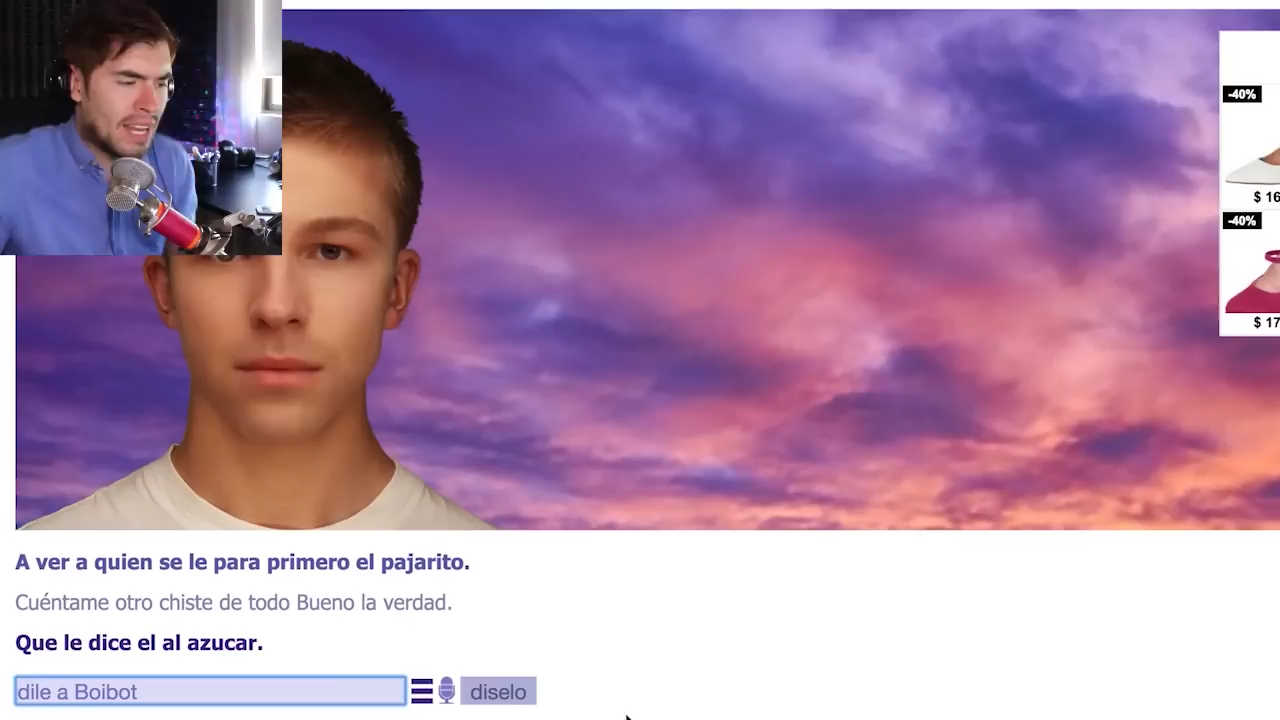 -40%
$ 16
-40%
$ 17
A ver a quien se le para primero el pajarito.
Cuéntame otro chiste de todo Bueno la verdad.
Que le dice el al azucar.
dile a Boibot
diselo